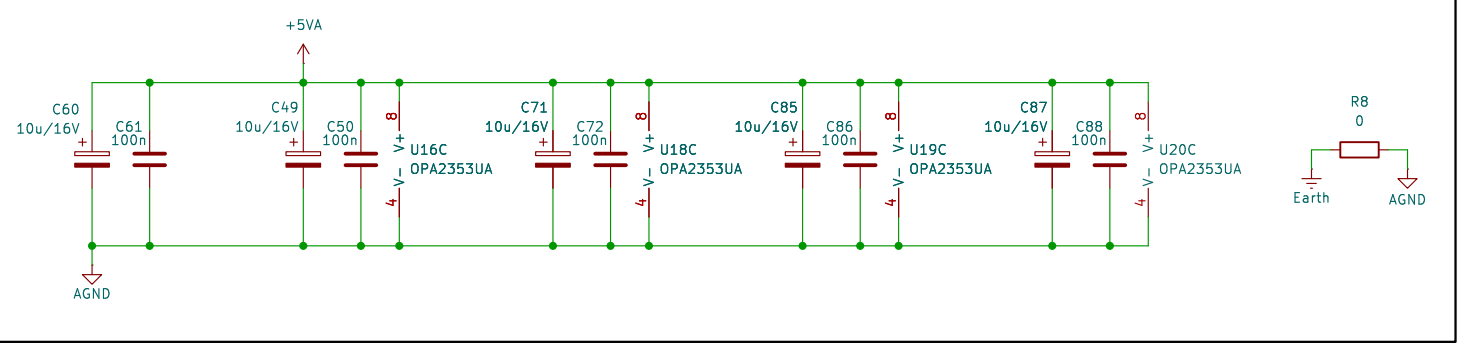 +5VA
C60
10u/16V
+
C61
100n
C49
10u/16V
+
C50
100n
8
V+
U16C
OPA2353UA
V-
4
C71
10u/16V
+
C72
100n
8
V+
U18C
OPA2353UA
V-
4
C85
10u/16V
+
C86
100n
8
V+
U19C
OPA2353UA
V-
4
C87
10u/16V
+
C88
100n
8
V+
U20C
OPA2353UA
V-
4
R8
0
Earth
AGND
AGND